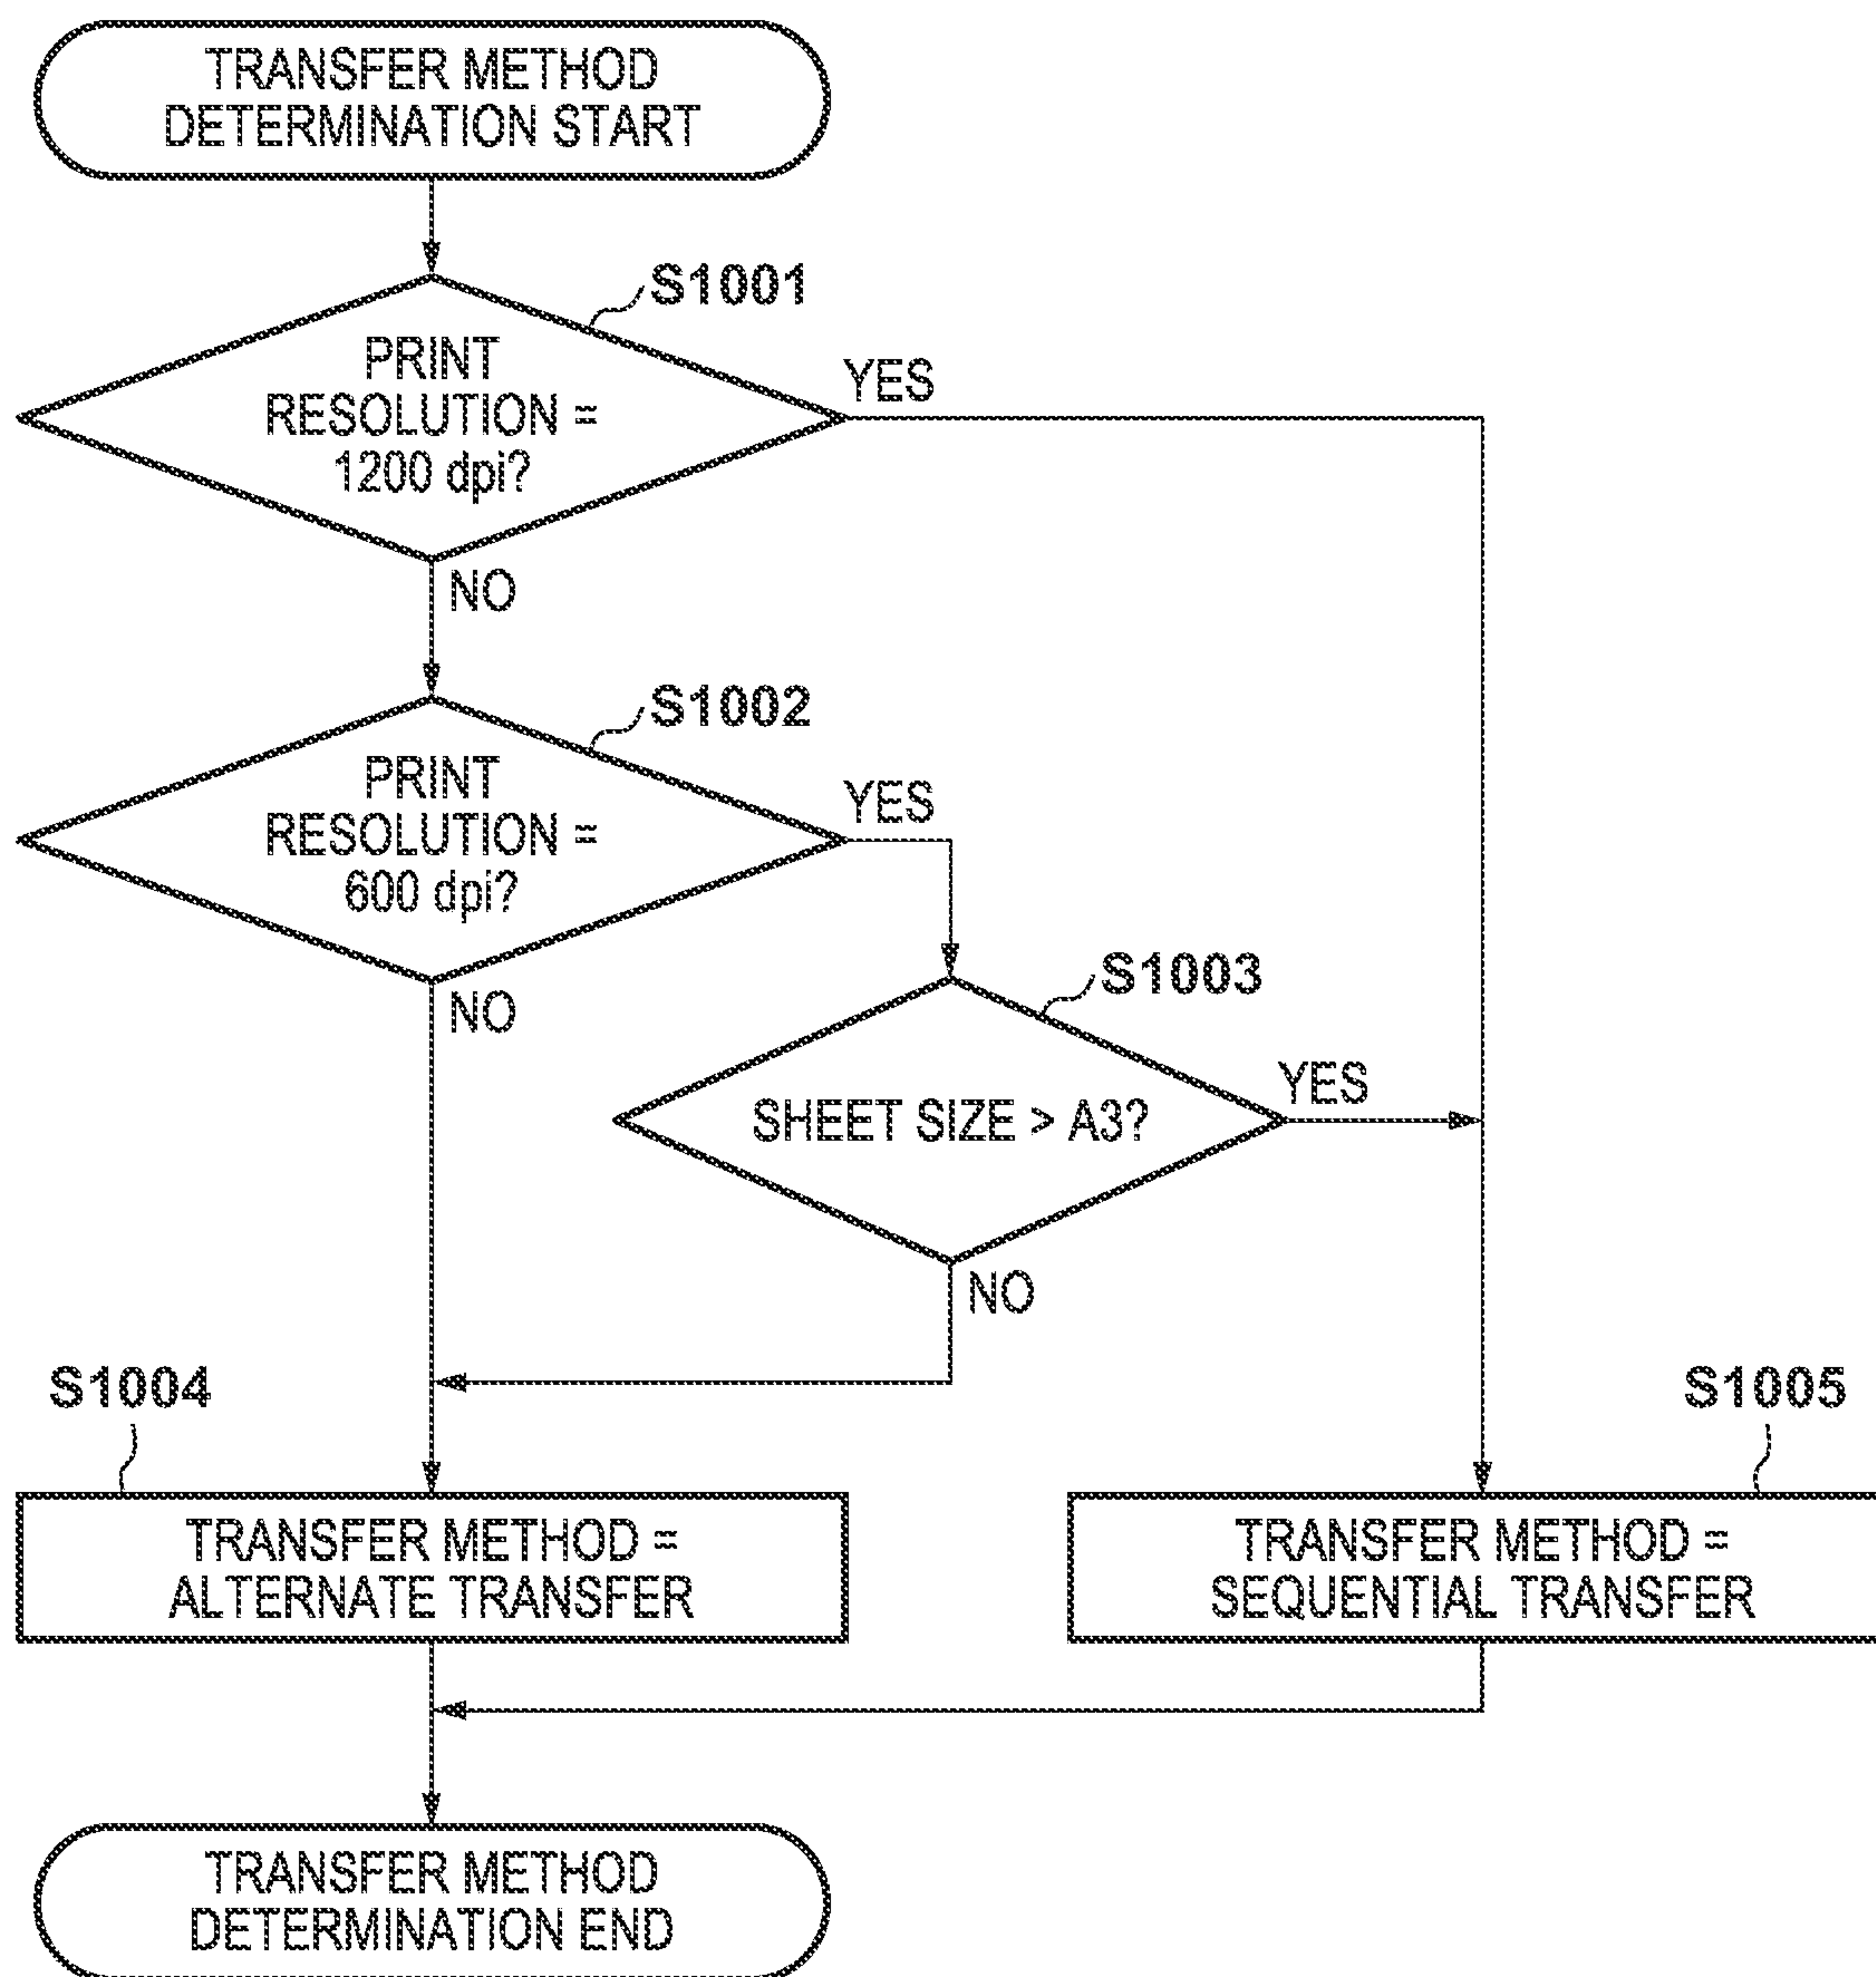 TRANSFER METHOD
DETERMINATION START
S1001
PRINT
RESOLUTION =
1200 dpi?
YES
NO
S1002
PRINT
RESOLUTION =
600 dpi?
YES
NO
S1003
SHEET SIZE > A3?
YES
NO
S1004
S1005
TRANSFER METHOD =
ALTERNATE TRANSFER
TRANSFER METHOD =
SEQUENTIAL TRANSFER
TRANSFER METHOD
DETERMINATION END